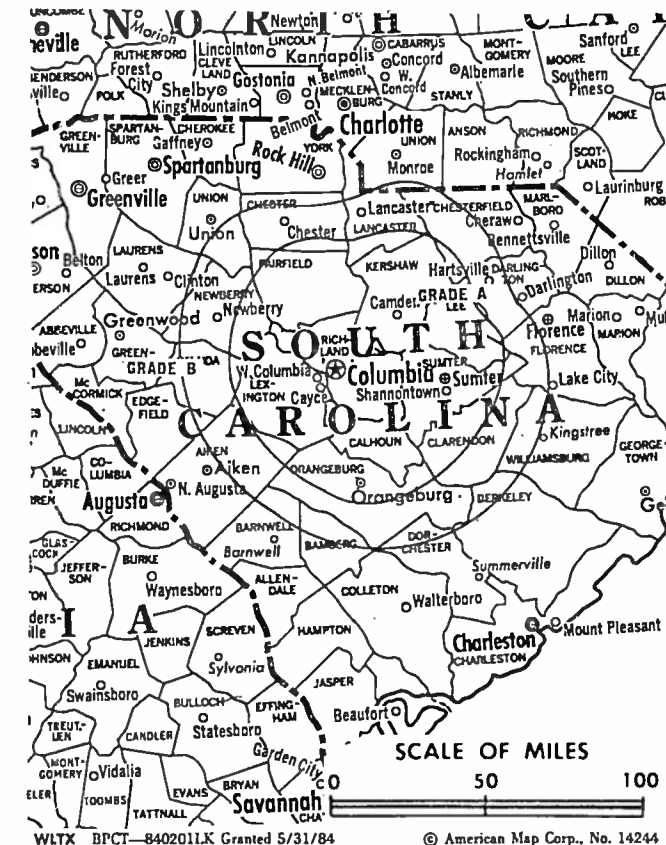 Marion
Newton
N O R T H
RUTHERFORD
Lincolnton
LINCOLN
Kannapolis
CABARRUS
MONT-
GOMERY
Sanford
LEE
Forest
City
CLEVE
LAND
Gastonia
Concord
W.
Concord
Albemarle
MOORE
Southern
Pines
POLK
Shelby
Kings Mountain
N. Belmont
MECKLEN-
BURG
STANLY
Belmont
Charlotte
HOKE
GREEN-
VILLE
SPARTAN-
BURG
CHEROKEE
Gaffney
YORK
UNION
ANSON
RICHMOND
Spartanburg
Rock Hill
Monroe
Rockingham
Hamlet
SCOT-
LAND
Greer
Greenville
Laurinburg
UNION
CHESTER
Lancaster
CHESTERFIELD
MARL-
BORO
Union
Chester
LANCASTER
Cheraw
Bennettsville
Belton
LAURENS
FAIRFIELD
KERSHAW
Hartsville
DARLING-
TON
Dillon
DILLON
Laurens
Clinton
NEWBERRY
Newberry
GRADE A
LEE
Darlington
ABBEVILLE
Greenwood
Florence
Marion
MARION
FLORENCE
GREEN-
GRADE B
S O U T H
RICH-
LAND
SUMTER
W. Columbia
Columbia
Sumter
Lake City
LEX-
INGTON
Cayce
Shannontown
Mc
CORMICK
EDGE-
FIELD
C A R O L I N A
LINCOLN
CALHOUN
CLARENDON
Kingstree
AIKEN
Aiken
ORANGEBURG
WILLIAMSBURG
GEORGE-
TOWN
Mc
DUFFIE
CO-
LUMBIA
N. Augusta
Orangeburg
BERKELEY
Augusta
RICHMOND
BARNWELL
Barnwell
BAMBERG
DOR-
CHESTER
GLAS-
COCK
JEFFER-
SON
BURKE
Waynesboro
ALLEN-
DALE
COLLETON
Summerville
Walterboro
I A
JENKINS
SCREVEN
HAMPTON
Charleston
CHARLESTON
Mount Pleasant
EMANUEL
Swainsboro
Sylvania
JASPER
BULLOCH
Statesboro
EFFING-
HAM
Beaufort
TREUT-
LEN
CANDLER
SCALE OF MILES
MONT-
GOMERY
Vidalia
Garden City
0 50 100
TOOMBS
EVANS
BRYAN
Savannah
TATTNALL
WLTX BPCT—840201LK Granted 5/31/84
© American Map Corp., No. 14244